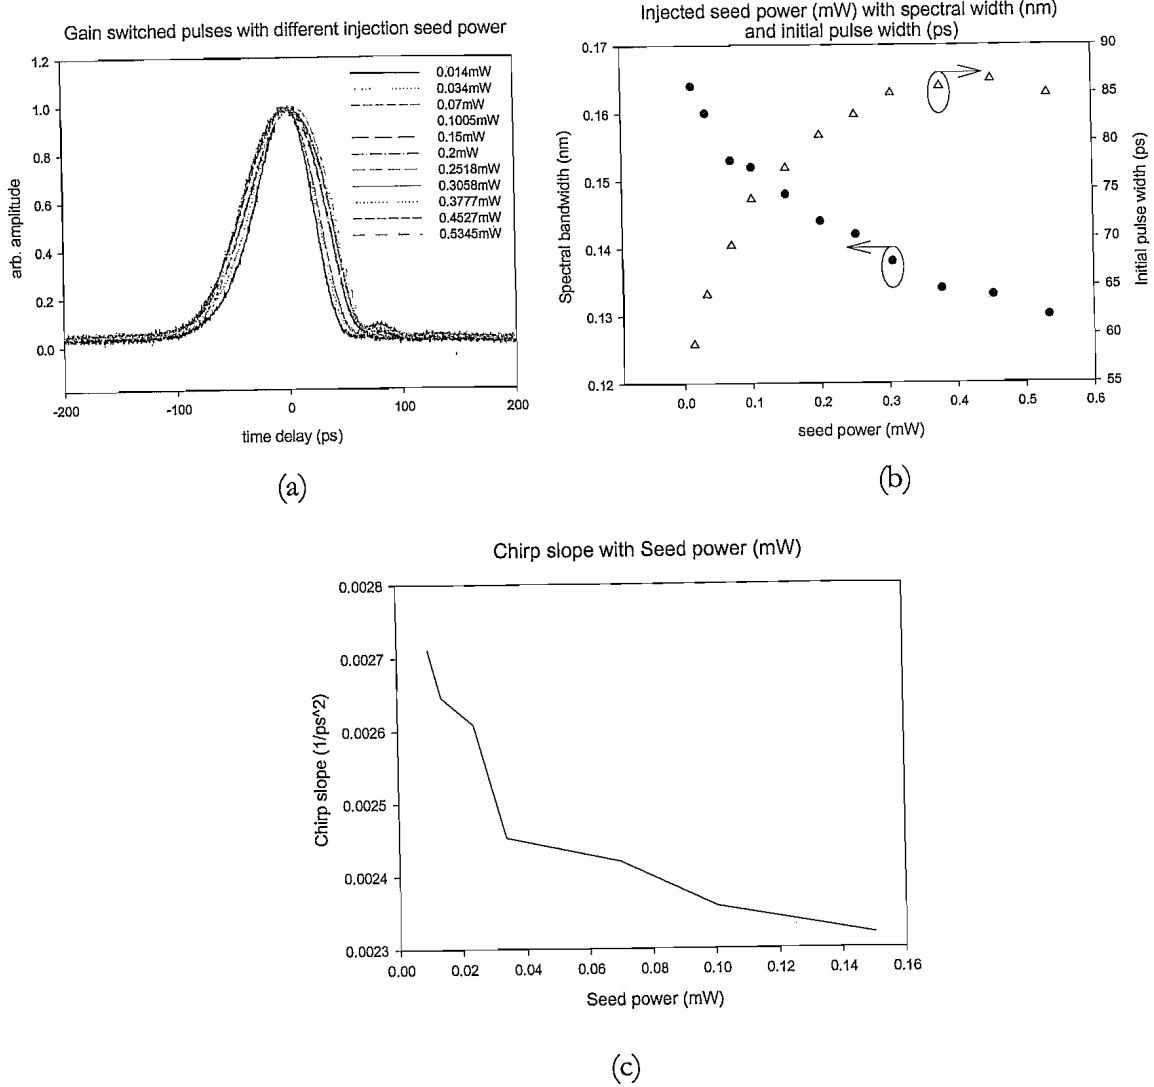 Gain switched pulses with different injection seed power
1.2
1.0
0.8
0.6
0.4
0.2
0.0
arb. amplitude
0.014mW
0.034mW
0.07mW
0.1005mW
0.15mW
0.2mW
0.2518mW
0.3058mW
0.3777mW
0.4527mW
0.5345mW
-200
-100
0
100
200
time delay (ps)
(a)
Injected seed power (mW) with spectral width (nm)
and initial pulse width (ps)
0.17
0.16
0.15
0.14
0.13
0.12
Spectral bandwidth (nm)
90
85
80
75
70
65
60
55
Initial pulse width (ps)
0.0
0.1
0.2
0.3
0.4
0.5
0.6
seed power (mW)
(b)
Chirp slope with Seed power (mW)
0.0028
0.0027
0.0026
0.0025
0.0024
0.0023
Chirp slope (1/ps^2)
0.00
0.02
0.04
0.06
0.08
0.10
0.12
0.14
0.16
Seed power (mW)
(c)